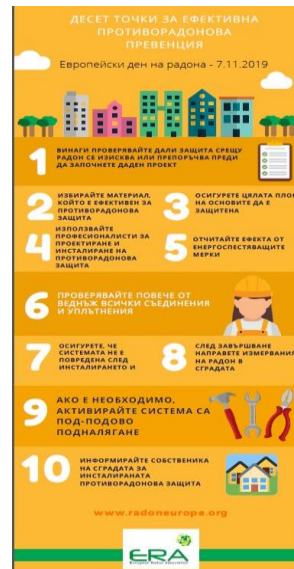 ДЕСЕТ ТОЧКИ ЗА ЕФЕКТИВНА
ПРОТИВОРАДОНОВА
ПРЕВЕНЦИЯ
Европейски ден на радона - 7.11.2019
1
ВИНАГИ ПРОВЕРЯВАЙТЕ ДАЛИ ЗАЩИТА СРЕЩУ
РАДОН СЕ ИЗИСКВА ИЛИ ПРЕПОРЪЧВА ПРЕДИ
ДА ЗАПОЧНЕТЕ ДАДЕН ПРОЕКТ
2
ИЗБИРАЙТЕ МАТЕРИАЛ,
КОЙТО Е ЕФЕКТИВЕН ЗА
ПРОТИВОРАДОНОВА
ЗАЩИТА
3
ОСИГУРЕТЕ ЦЯЛАТА ПЛОЩ
НА ОСНОВИТЕ ДА Е
ЗАЩИТЕНА
4
ИЗПОЛЗВАЙТЕ
ПРОФЕСИОНАЛИСТИ ЗА
ПРОЕКТИРАНЕ И
ИНСТАЛИРАНЕ НА
ПРОТИВОРАДОНОВА
ЗАЩИТА
5
ОТЧИТАЙТЕ ЕФЕКТА ОТ
ЕНЕРГОСПЕСТЯВАЩИТЕ
МЕРКИ
6
ПРОВЕРЯВАЙТЕ ПОВЕЧЕ ОТ
ВЕДНЪЖ ВСИЧКИ СЪЕДИНЕНИЯ
И УПЛЪТНЕНИЯ
7
ОСИГУРЕТЕ, ЧЕ
СИСТЕМАТА НЕ Е
ПОВРЕДЕНА СЛЕД
ИНСТАЛИРАНЕТО И
8
СЛЕД ЗАВЪРШВАНЕ
НАПРАВЕТЕ ИЗМЕРВАНИЯ
НА РАДОН В
СГРАДАТА
9
АКО Е НЕОБХОДИМО,
АКТИВИРАЙТЕ СИСТЕМА СА
ПОД-ПОДОВО
ПОДНАЛЯГАНЕ
10
ИНФОРМИРАЙТЕ СОБСТВЕНИКА
НА СГРАДАТА ЗА
ИНСТАЛИРАНАТА
ПРОТИВОРАДОНОВА ЗАЩИТА
www.radoneurope.org
ERA
European Radon Association